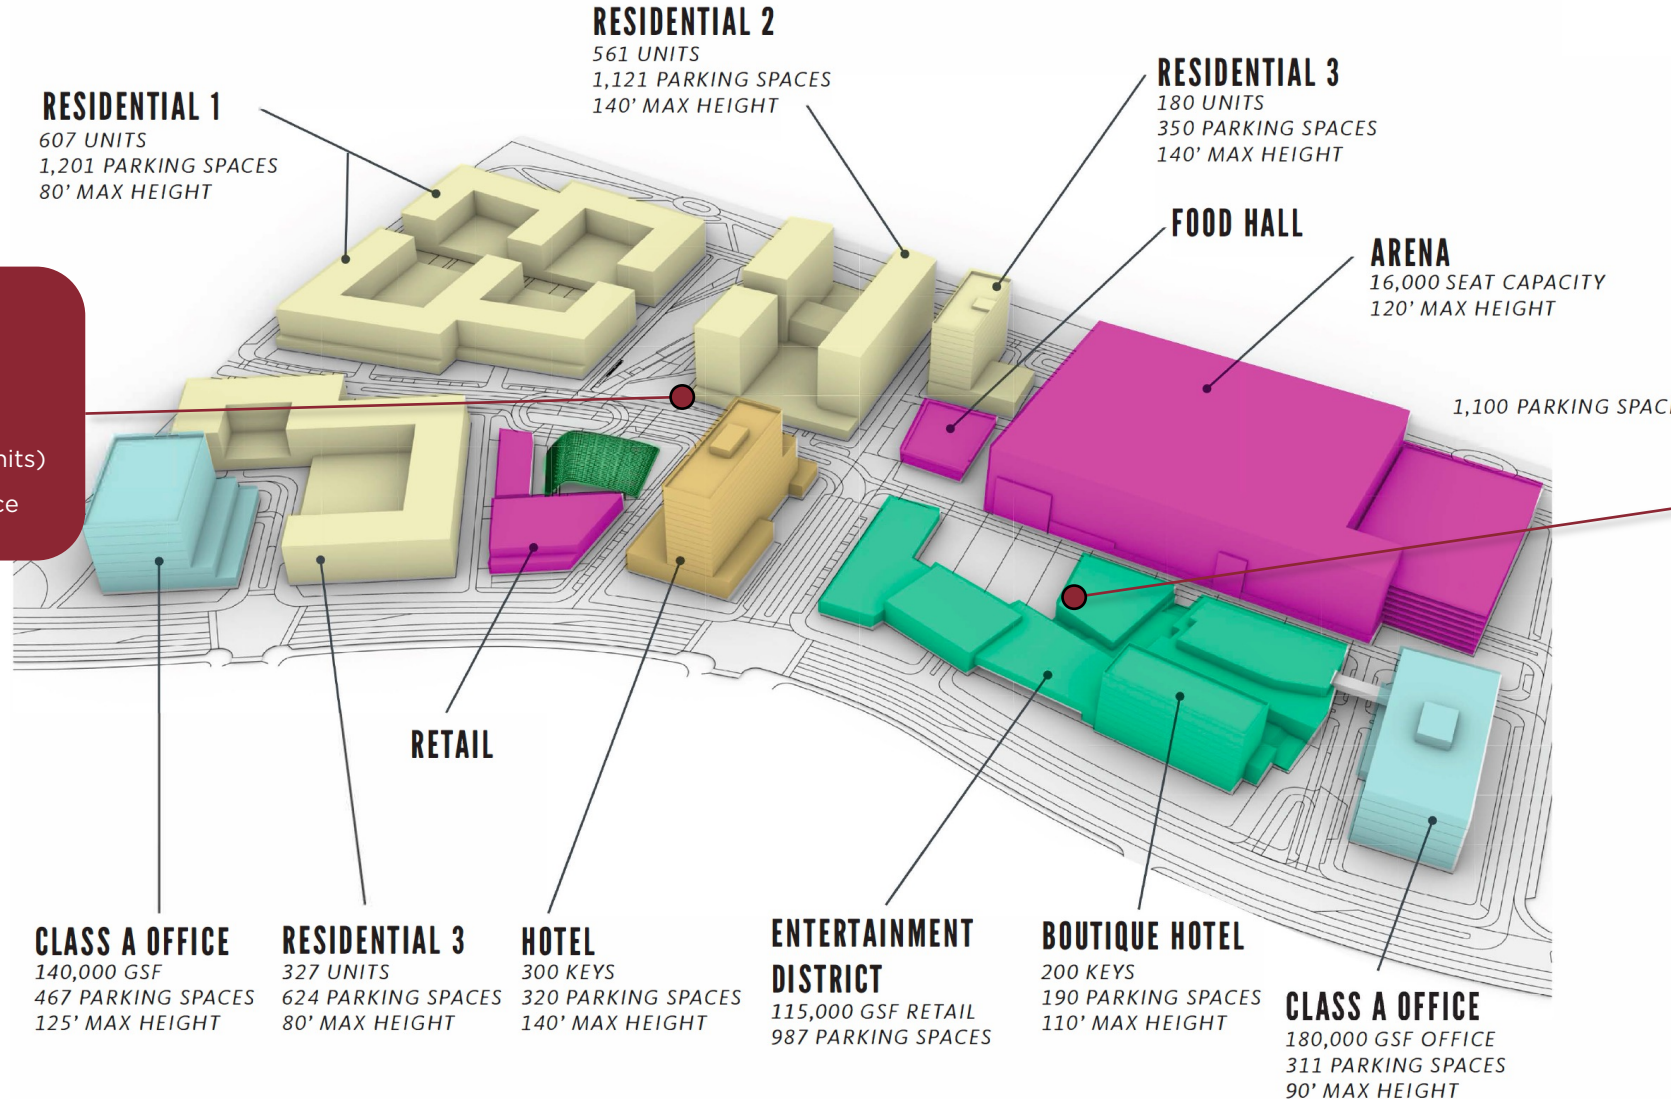 RESIDENTIAL 2
561 UNITS
1,121 PARKING SPACES
140' MAX HEIGHT
RESIDENTIAL 3
180 UNITS
350 PARKING SPACES
140' MAX HEIGHT
RESIDENTIAL 1
607 UNITS
1,201 PARKING SPACES
80' MAX HEIGHT
FOOD HALL
ARENA
16,000 SEAT CAPACITY
120' MAX HEIGHT
1,100 PARKING
RETAIL
CLASS A OFFICE
140,000 GSF
467 PARKING SPACES
125' MAX HEIGHT
RESIDENTIAL 3
327 UNITS
624 PARKING SPACES
80' MAX HEIGHT
HOTEL
300 KEYS
320 PARKING SPACES
140' MAX HEIGHT
ENTERTAINMENT
DISTRICT
115,000 GSF RETAIL
987 PARKING SPACES
BOUTIQUE HOTEL
200 KEYS
190 PARKING SPACES
110' MAX HEIGHT
CLASS A OFFICE
180,000 GSF OFFICE
311 PARKING SPACES
90' MAX HEIGHT